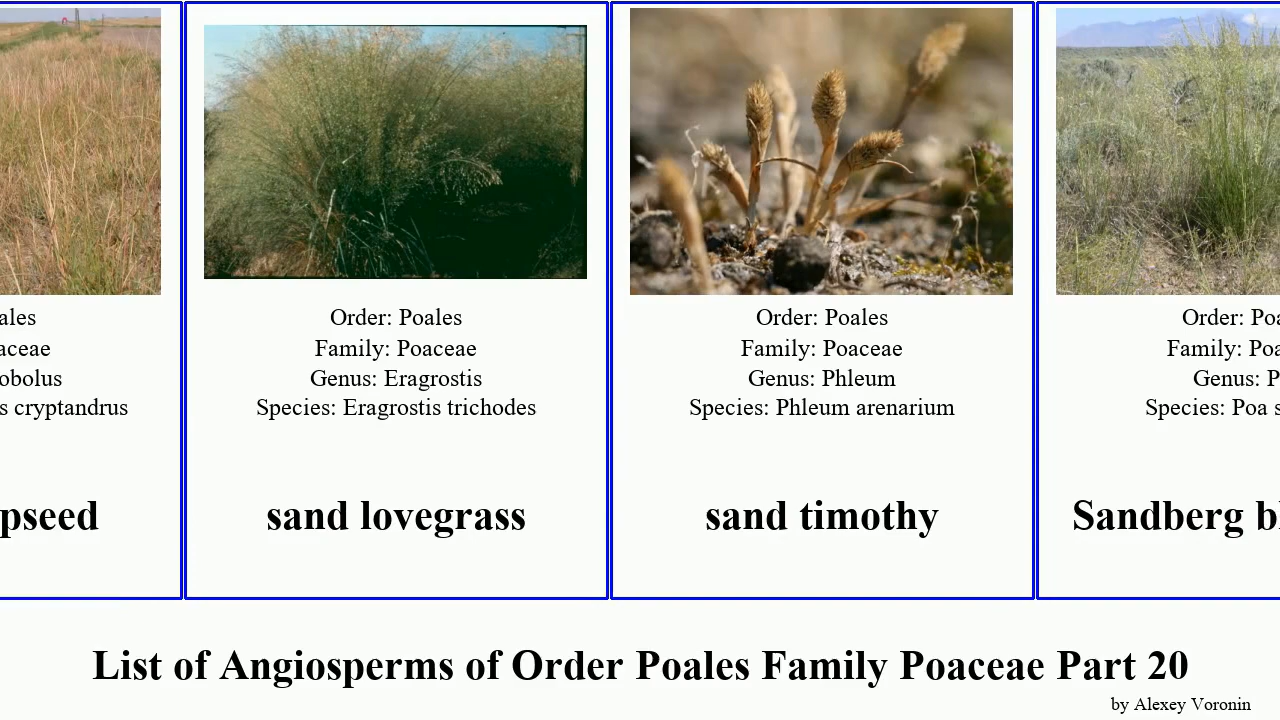 ales
aceae
obolus
s cryptandrus
pseed
Order: Poales
Family: Poaceae
Genus: Eragrostis
Species: Eragrostis trichodes
sand lovegrass
Order: Poales
Family: Poaceae
Genus: Phleum
Species: Phleum arenarium
sand timothy
Order: Poa
Family: Poa
Genus: P
Species: Poa s
Sandberg b
List of Angiosperms of Order Poales Family Poaceae Part 20
by Alexey Voronin